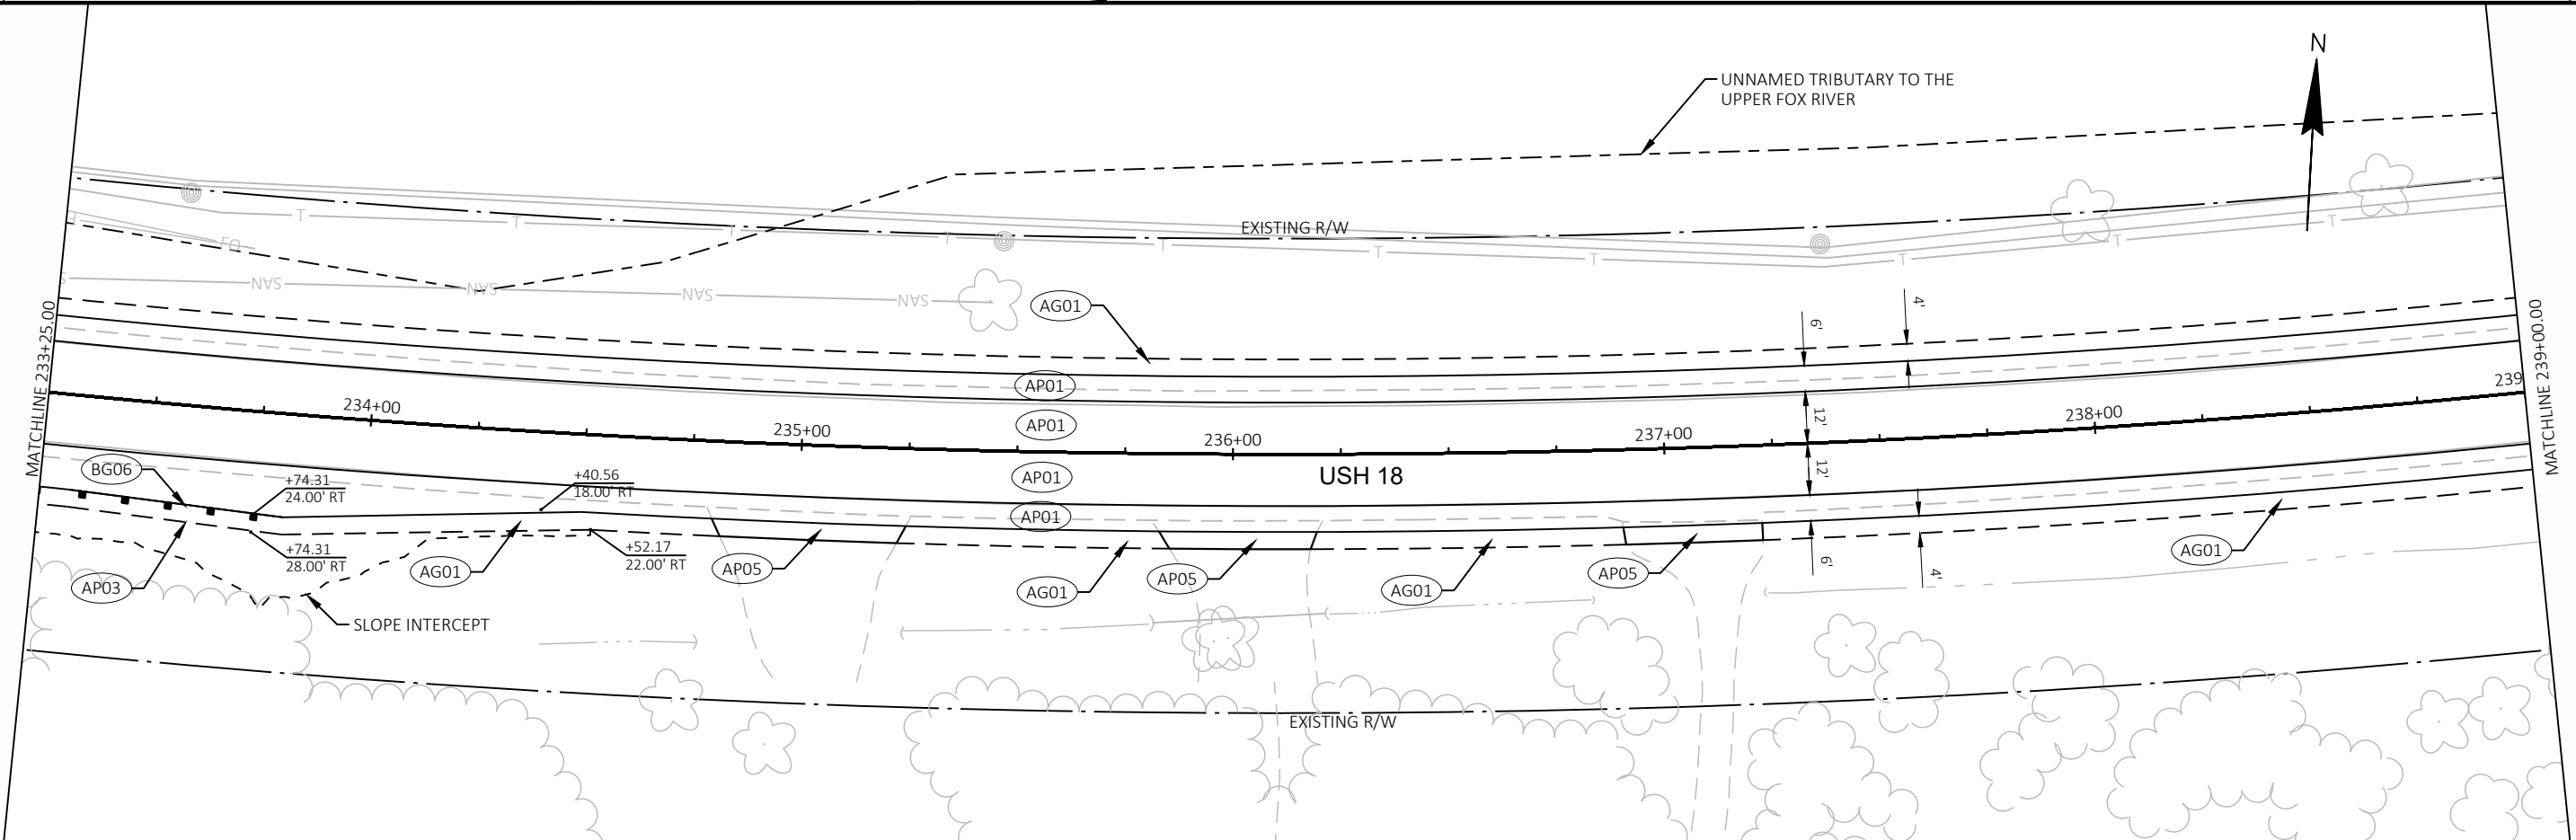 N
UNNAMED TRIBUTARY TO THE
UPPER FOX RIVER
EXISTING R/W
T
T
T
T
T
T
T
T
T
T
FO
SAN
SAN
SAN
SAN
AG01
6'
4'
MATCHLINE 233+25.00
MATCHLINE 239+00.00
AP01
AP01
AP01
AP01
12'
12'
234+00
235+00
236+00
237+00
238+00
239
USH 18
BG06
+74.31
24.00' RT
+40.56
18.00' RT
+74.31
28.00' RT
+52.17
22.00' RT
AP03
AG01
AP05
AG01
AP05
AG01
AP05
6'
4'
AG01
SLOPE INTERCEPT
EXISTING R/W